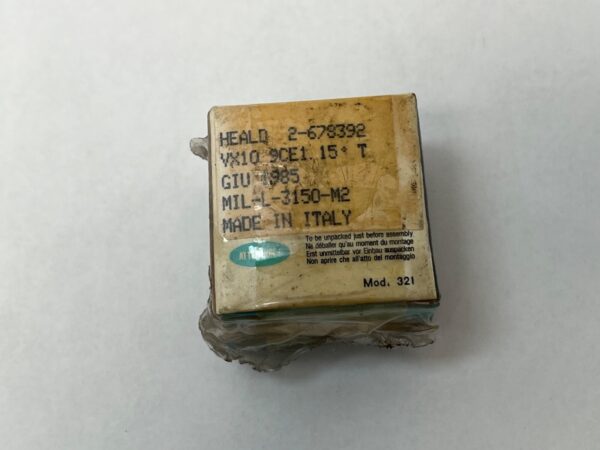 HEALD 2-678392
VX10 9CE1 15° T
GIU 1985
MIL-L-3150-M2
MADE IN ITALY
To be unpacked just before assembly
Ne déballer qu'au moment du montage
Erst unmittelbar vor Einbau auspacken
Non aprire che all'atto del montaggio
Mod. 321